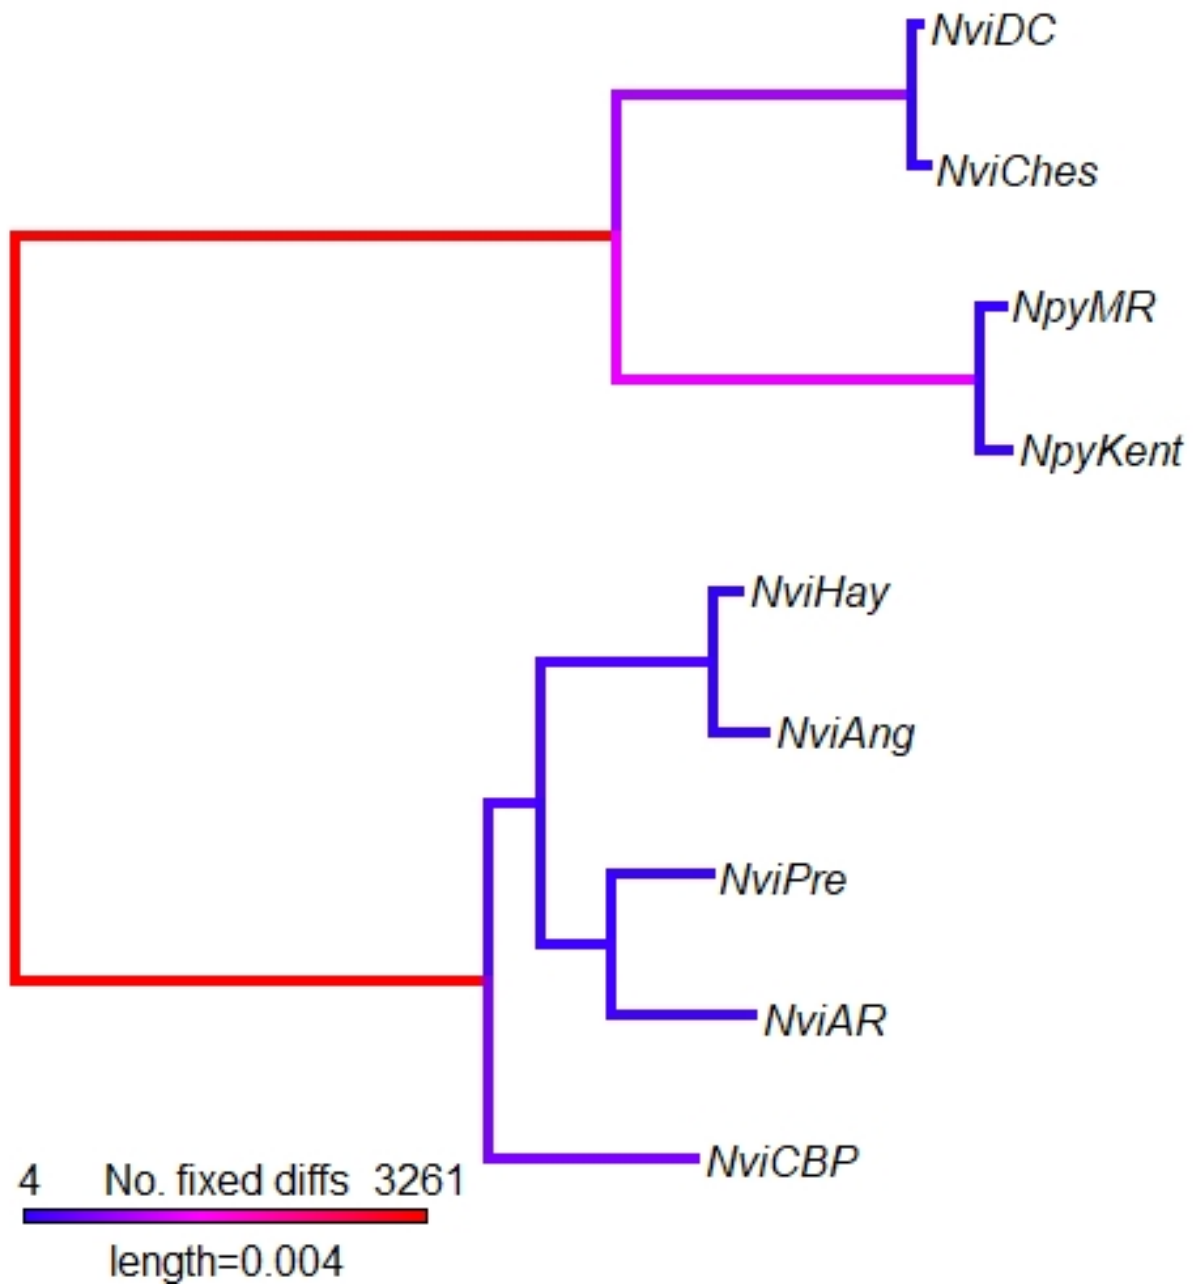 NviDC
NviChes
NpyMR
NpyKent
NviHay
NviAng
NviPre
NviAR
NviCBP
4 No. fixed diffs 3261
length=0.004